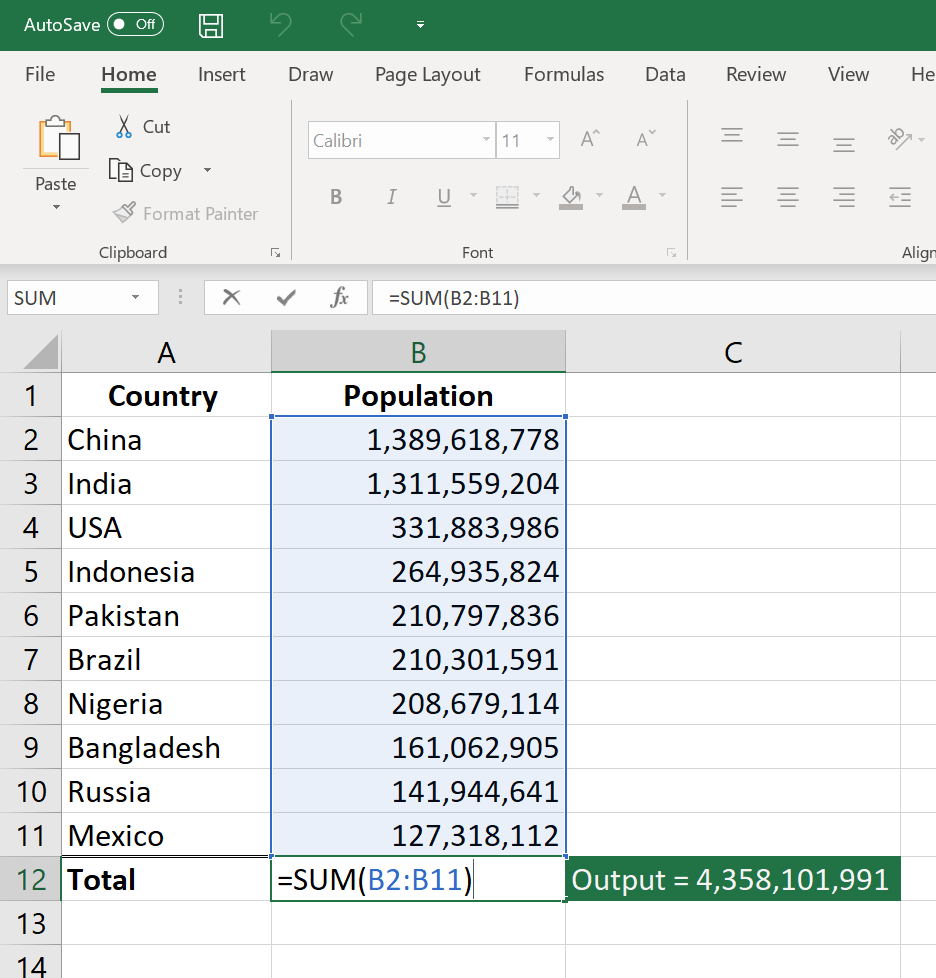 AutoSave Off
File Home Insert Draw Page Layout Formulas Data Review View He
Paste
Cut
Copy
Format Painter
Clipboard
Calibri 11 A A
B I U A
Font
ab
Align
SUM fx =SUM(B2:B11)
A B C
1 Country Population
2 China 1,389,618,778
3 India 1,311,559,204
4 USA 331,883,986
5 Indonesia 264,935,824
6 Pakistan 210,797,836
7 Brazil 210,301,591
8 Nigeria 208,679,114
9 Bangladesh 161,062,905
10 Russia 141,944,641
11 Mexico 127,318,112
12 Total =SUM(B2:B11) Output = 4,358,101,991
13
14